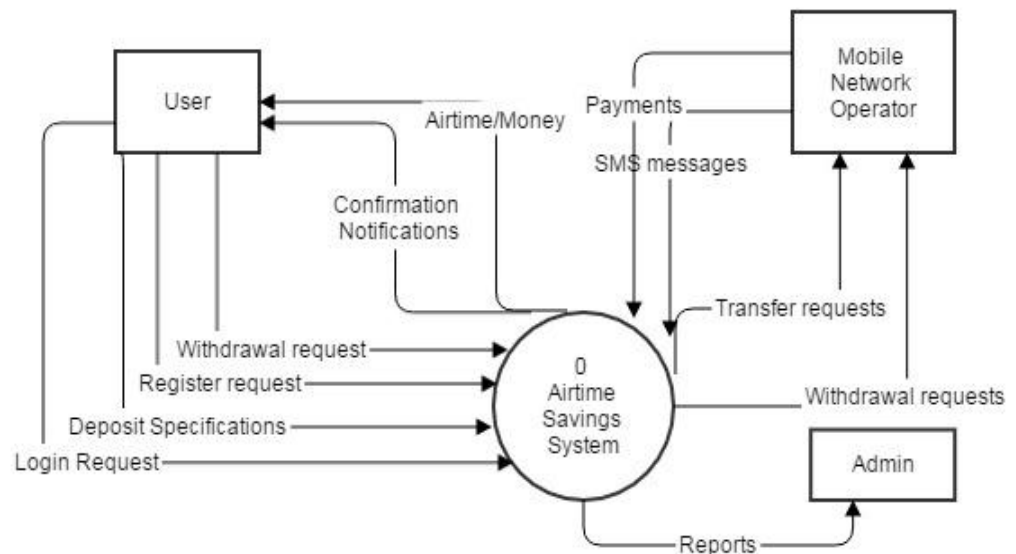 User
Mobile
Network
Operator
Airtime/Money
Payments
SMS messages
Confirmation
Notifications
Transfer requests
Withdrawal request
Register request
Deposit Specifications
Login Request
0
Airtime
Savings
System
Withdrawal requests
Admin
Reports